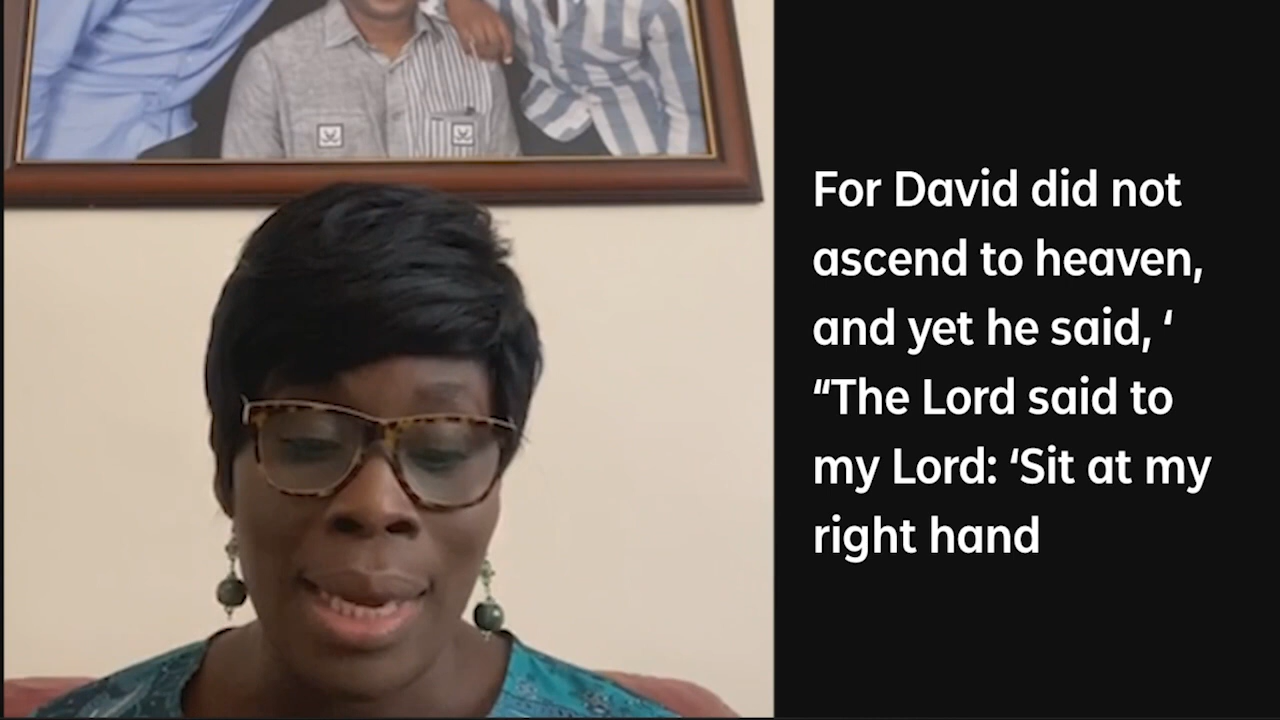 For David did not
ascend to heaven,
and yet he said, ‘
“The Lord said to
my Lord: ‘Sit at my
right hand